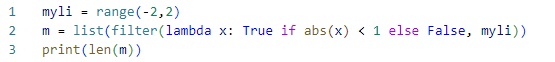 1 myli = range(-2,2)
2 m = list(filter(lambda x: True if abs(x) < 1 else False, myli))
3 print(len(m))